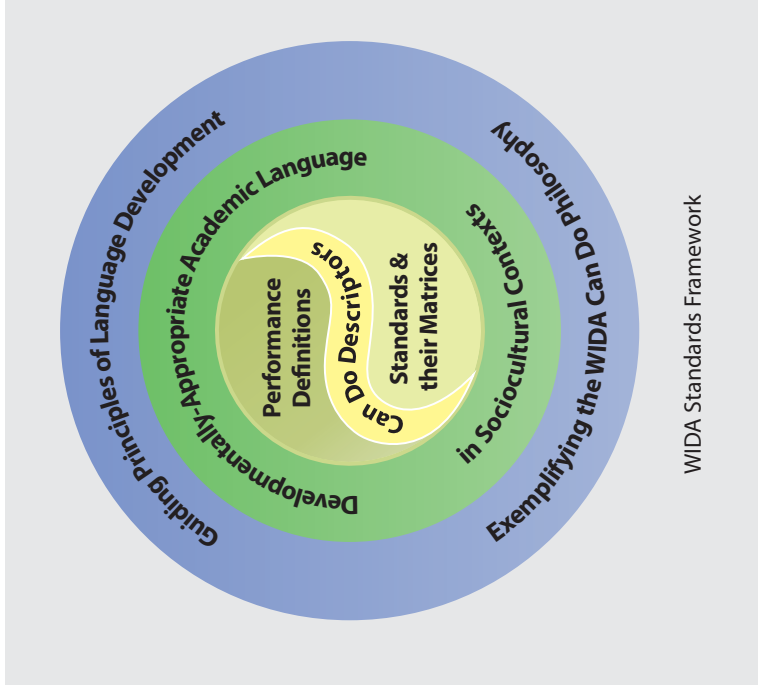 Guiding Principles of Language Development
Developmentally-Appropriate Academic Language
Performance
Definitions
Can Do Descriptors
Standards &
their Matrices
in Sociocultural Contexts
Exemplifying the WIDA Can Do Philosophy
WIDA Standards Framework